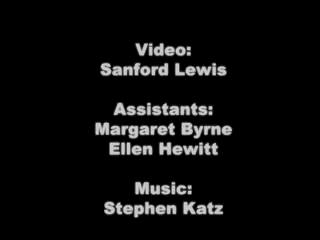 Video:
Sanford Lewis
Assistants:
Margaret Byrne
Ellen Hewitt
Music:
Stephen Katz